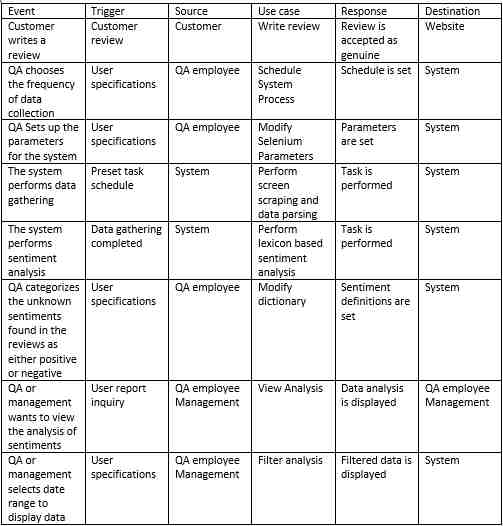 Event Trigger Source Use case Response Destination
Customer Customer Customer Write review Review is Website
writes a review accepted as
review genuine
QA chooses User QA employee Schedule Schedule is set System
the frequency specifications System
of data Process
collection
QA Sets up the User QA employee Modify Parameters System
parameters specifications Selenium are set
for the system Parameters
The system Preset task System Perform Task is System
performs data schedule screen performed
gathering scraping and
data parsing
The system Data gathering System Perform Task is System
performs completed lexicon based performed
sentiment sentiment
analysis analysis
QA categorizes User QA employee Modify Sentiment System
the unknown specifications dictionary definitions are
sentiments set
found in the
reviews as
either positive
or negative
QA or User report QA employee View Analysis Data analysis QA employee
management inquiry Management is displayed Management
wants to view
the analysis of
sentiments
QA or User QA employee Filter analysis Filtered data is System
management specifications Management displayed
selects date
range to
display data